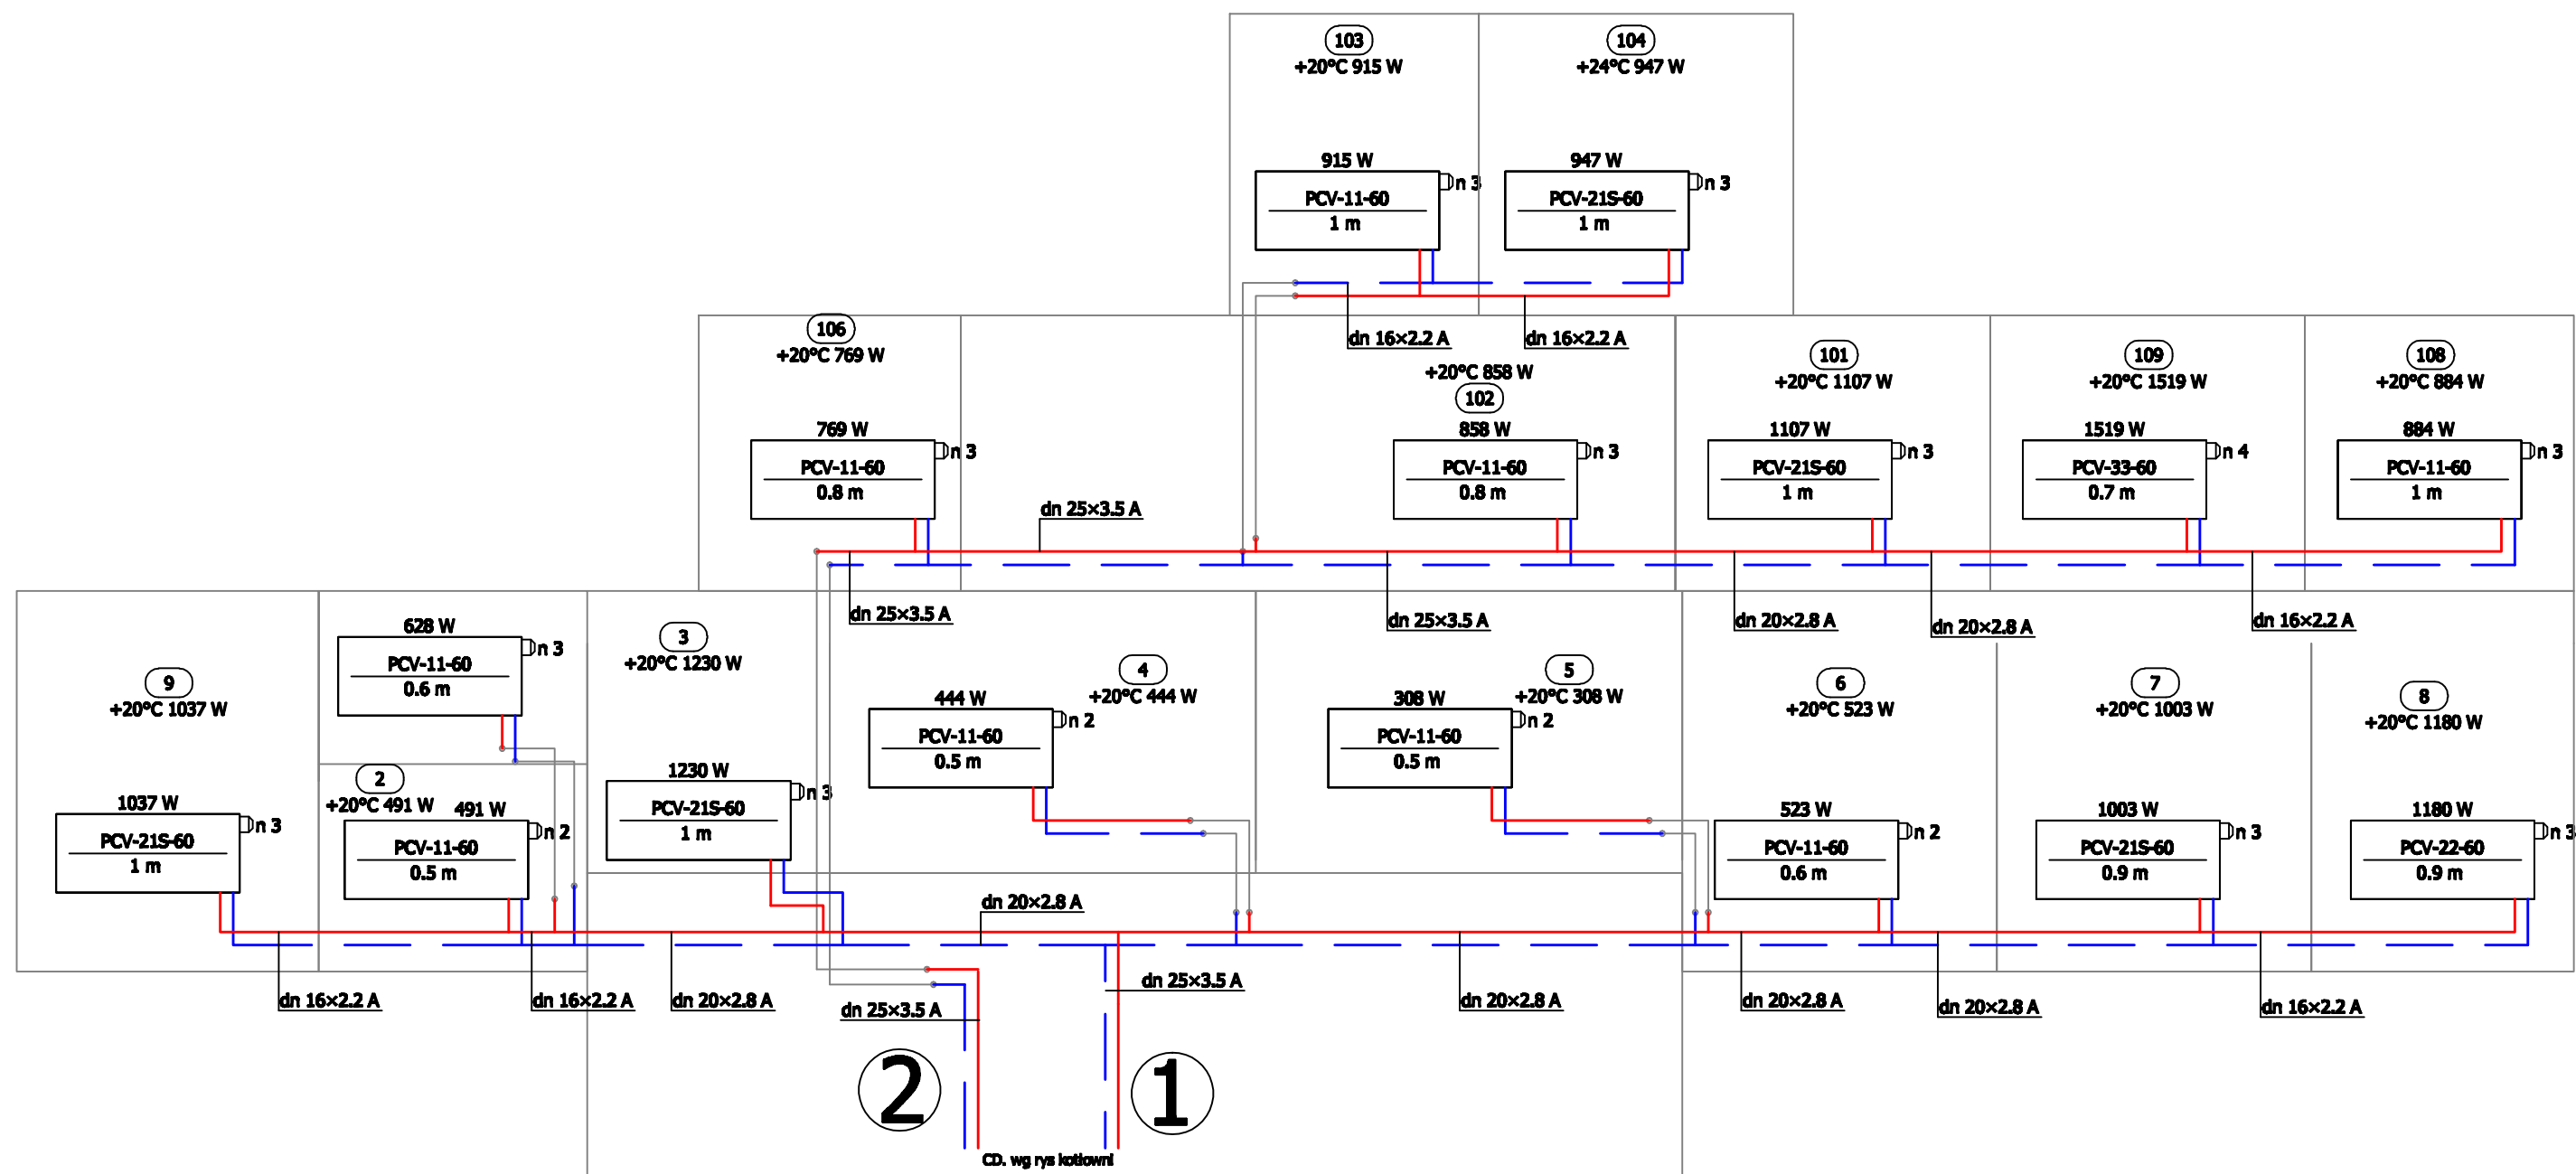 103
+20°C 915 W
104
+24°C 947 W
915 W
PCV-11-60
1 m
n 3
947 W
PCV-21S-60
1 m
n 3
dn 16×2.2 A
dn 16×2.2 A
106
+20°C 769 W
+20°C 858 W
102
101
+20°C 1107 W
109
+20°C 1519 W
108
+20°C 884 W
769 W
PCV-11-60
0.8 m
n 3
858 W
PCV-11-60
0.8 m
n 3
1107 W
PCV-21S-60
1 m
n 3
1519 W
PCV-33-60
0.7 m
n 4
884 W
PCV-11-60
1 m
n 3
dn 25×3.5 A
dn 25×3.5 A
dn 25×3.5 A
dn 20×2.8 A
dn 20×2.8 A
dn 16×2.2 A
9
+20°C 1037 W
628 W
PCV-11-60
0.6 m
n 3
3
+20°C 1230 W
4
+20°C 444 W
5
+20°C 308 W
6
+20°C 523 W
7
+20°C 1003 W
8
+20°C 1180 W
444 W
PCV-11-60
0.5 m
n 2
308 W
PCV-11-60
0.5 m
n 2
2
+20°C 491 W
1037 W
PCV-21S-60
1 m
n 3
491 W
PCV-11-60
0.5 m
n 2
1230 W
PCV-21S-60
1 m
n 3
523 W
PCV-11-60
0.6 m
n 2
1003 W
PCV-21S-60
0.9 m
n 3
1180 W
PCV-22-60
0.9 m
n 3
dn 20×2.8 A
dn 16×2.2 A
dn 16×2.2 A
dn 20×2.8 A
dn 25×3.5 A
dn 25×3.5 A
dn 20×2.8 A
dn 20×2.8 A
dn 20×2.8 A
dn 16×2.2 A
2
1
CD. wg rys kotłowni